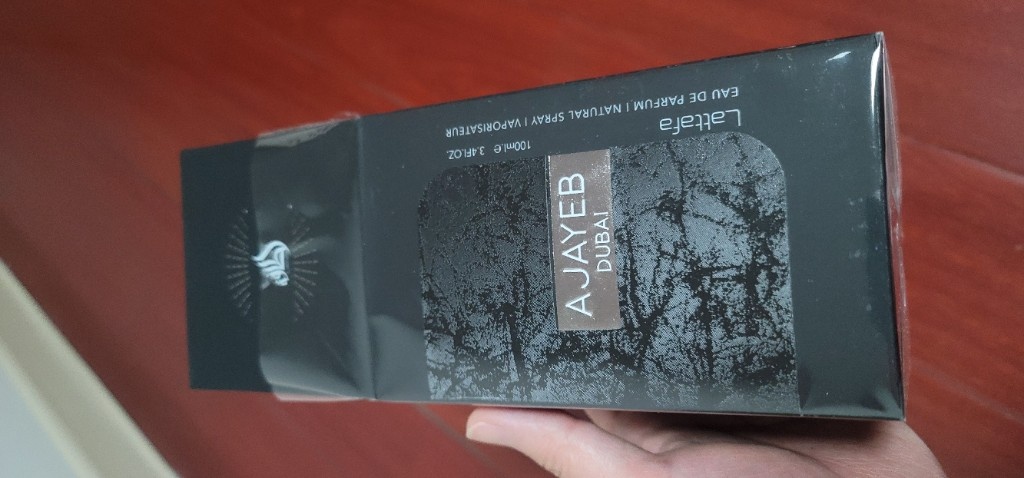 AJAYEB
DUBAI
Lattafa
EAU DE PARFUM | NATURAL SPRAY | VAPORISATEUR
100ml.e 3.4Fl.OZ.